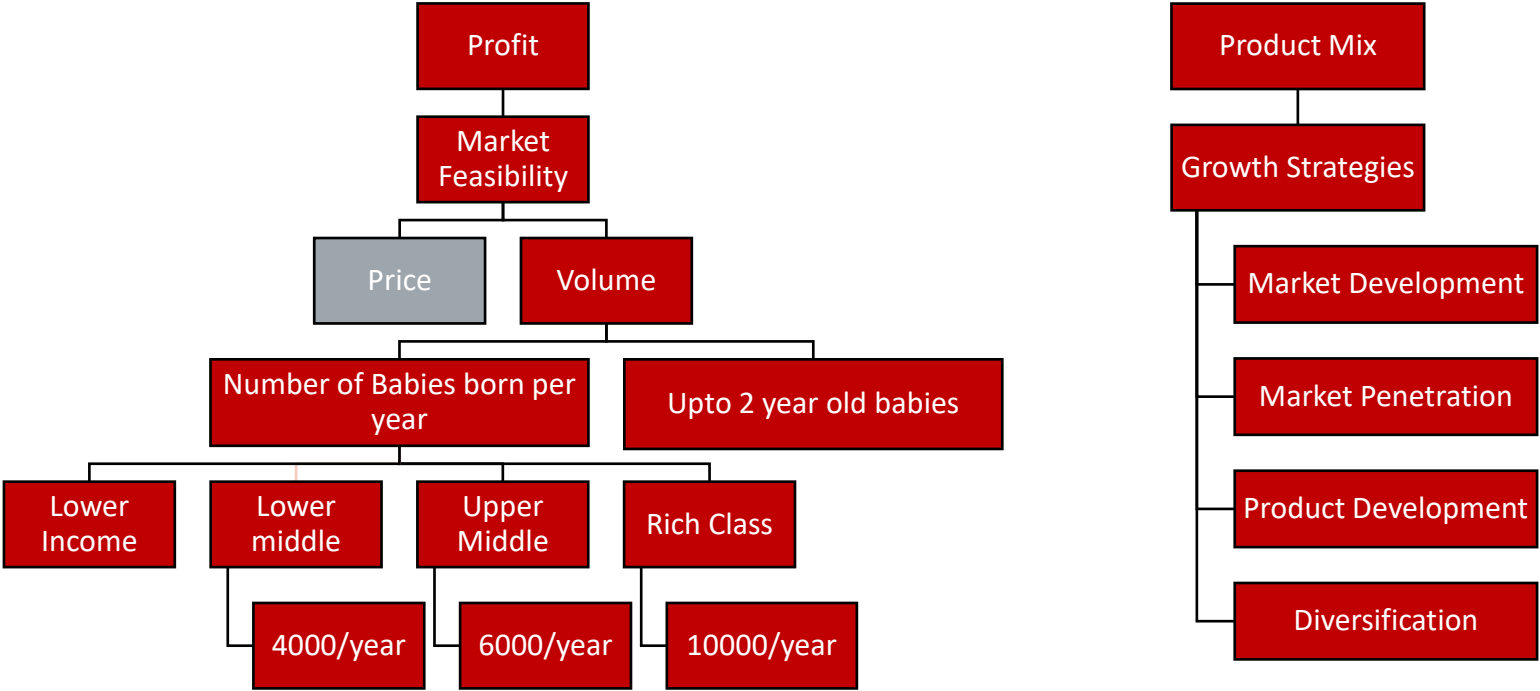 Profit
Market
Feasibility
Price
Volume
Number of Babies born per
year
Upto 2 year old babies
Lower
Income
Lower
middle
Upper
Middle
Rich Class
4000/year
6000/year
10000/year
Product Mix
Growth Strategies
Market Development
Market Penetration
Product Development
Diversification